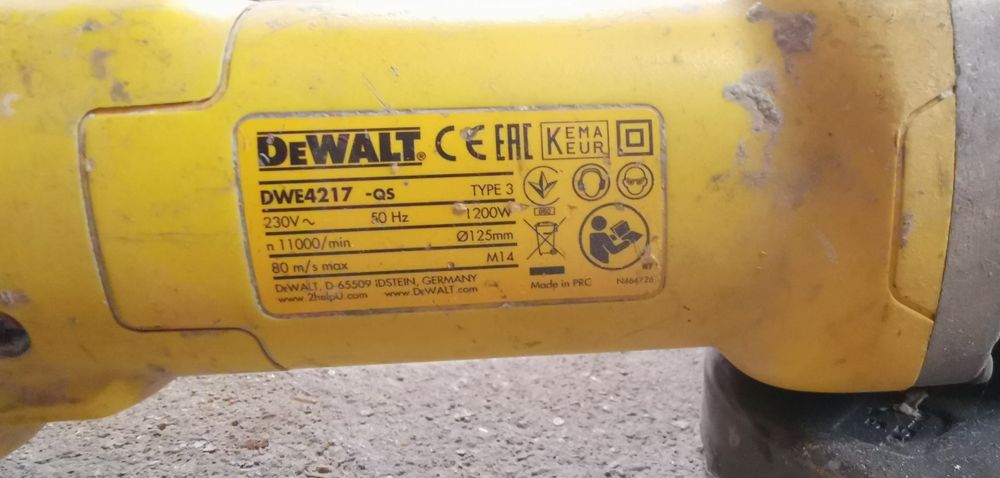 DEWALT® CE EAC KEMA KEUR
DWE4217 -QS TYPE 3
230V ~ 50 Hz 1200W
n 11000/min Ø125mm
80 m/s max M14
DEWALT, D-65509 IDSTEIN, GERMANY
www.2helpU.com www.DEWALT.com
Made in PRC